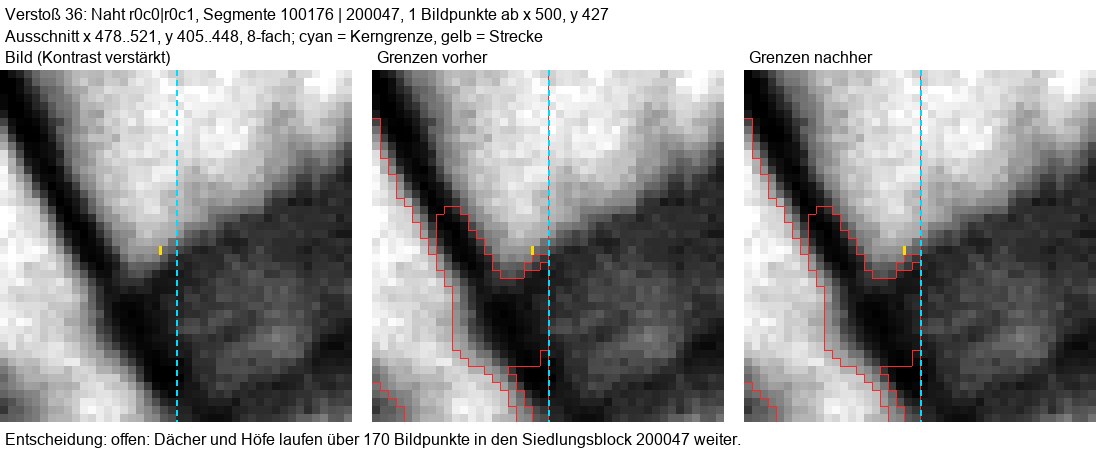 Verstoß 36: Naht r0c0|r0c1, Segmente 100176 | 200047, 1 Bildpunkte ab x 500, y 427
Ausschnitt x 478..521, y 405..448, 8-fach; cyan = Kerngrenze, gelb = Strecke
Bild (Kontrast verstärkt) Grenzen vorher Grenzen nachher
Entscheidung: offen: Dächer und Höfe laufen über 170 Bildpunkte in den Siedlungsblock 200047 weiter.